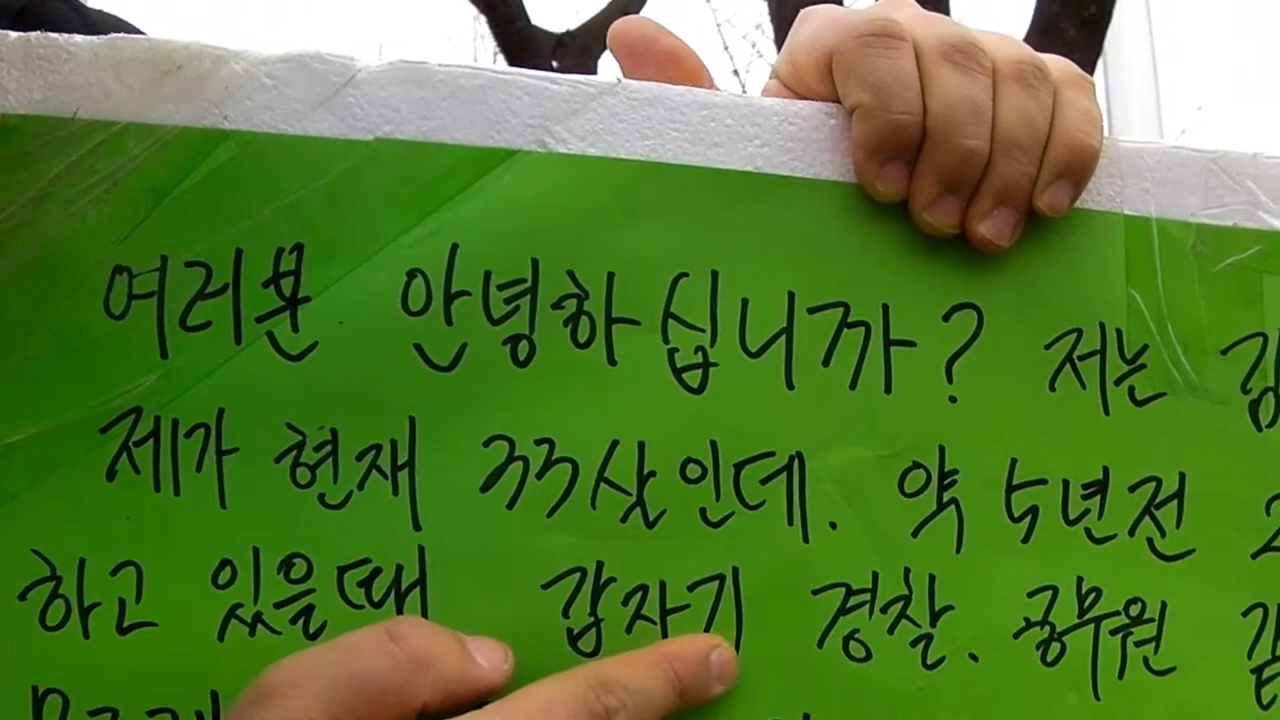 여러분 안녕하십니까? 저는
제가 현재 33살인데. 약 5년전
하고 있을때 갑자기 경찰. 공무원